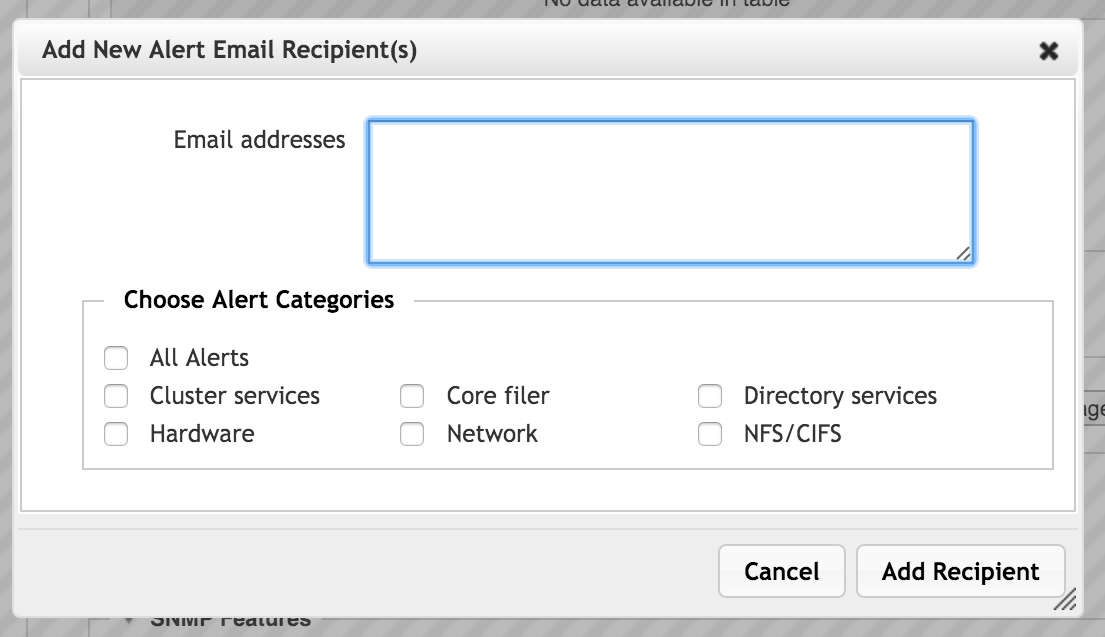 No data available in table
Add New Alert Email Recipient(s)
Email addresses
Choose Alert Categories
All Alerts
Cluster services Core filer Directory services
Hardware Network NFS/CIFS
Cancel Add Recipient
SNMP Features